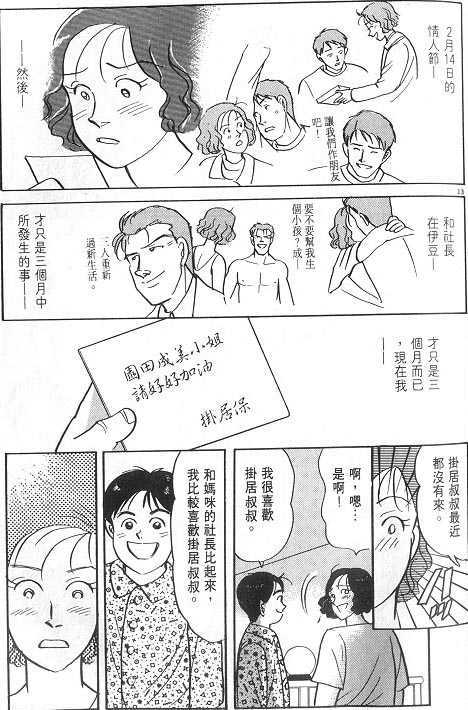 2月14日的
情人節——
讓我們作朋友
吧！
——然後——
13
和社長
在伊豆——
要不要幫我生
個小孩？成—
三人重新
過新生活。
才只是三個月中
所發生的事——
才只是三
個月而已
，現在我
——
園田成美小姐
請好好加油
掛居保
掛居叔叔最近
都沒有來。
啊，嗯…
是啊！
我很喜歡
掛居叔叔。
和媽咪的社長比起來，
我比較喜歡掛居叔叔。